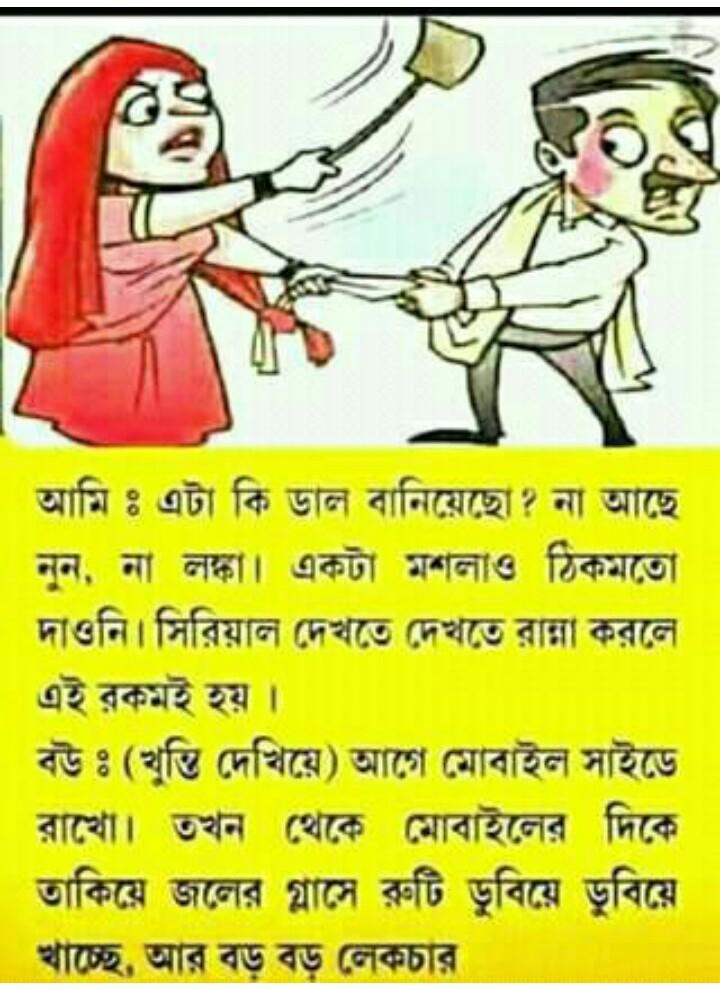 আমি ঃ এটা কি ডাল বানিয়েছো? না আছে
নুন, না লঙ্কা। একটা মশলাও ঠিকমতো
দাওনি। সিরিয়াল দেখতে দেখতে রান্না করলে
এই রকমই হয় ।
বউ ঃ (খুন্তি দেখিয়ে) আগে মোবাইল সাইডে
রাখো। তখন থেকে মোবাইলের দিকে
তাকিয়ে জলের গ্লাসে রুটি ডুবিয়ে ডুবিয়ে
খাচ্ছে, আর বড় বড় লেকচার